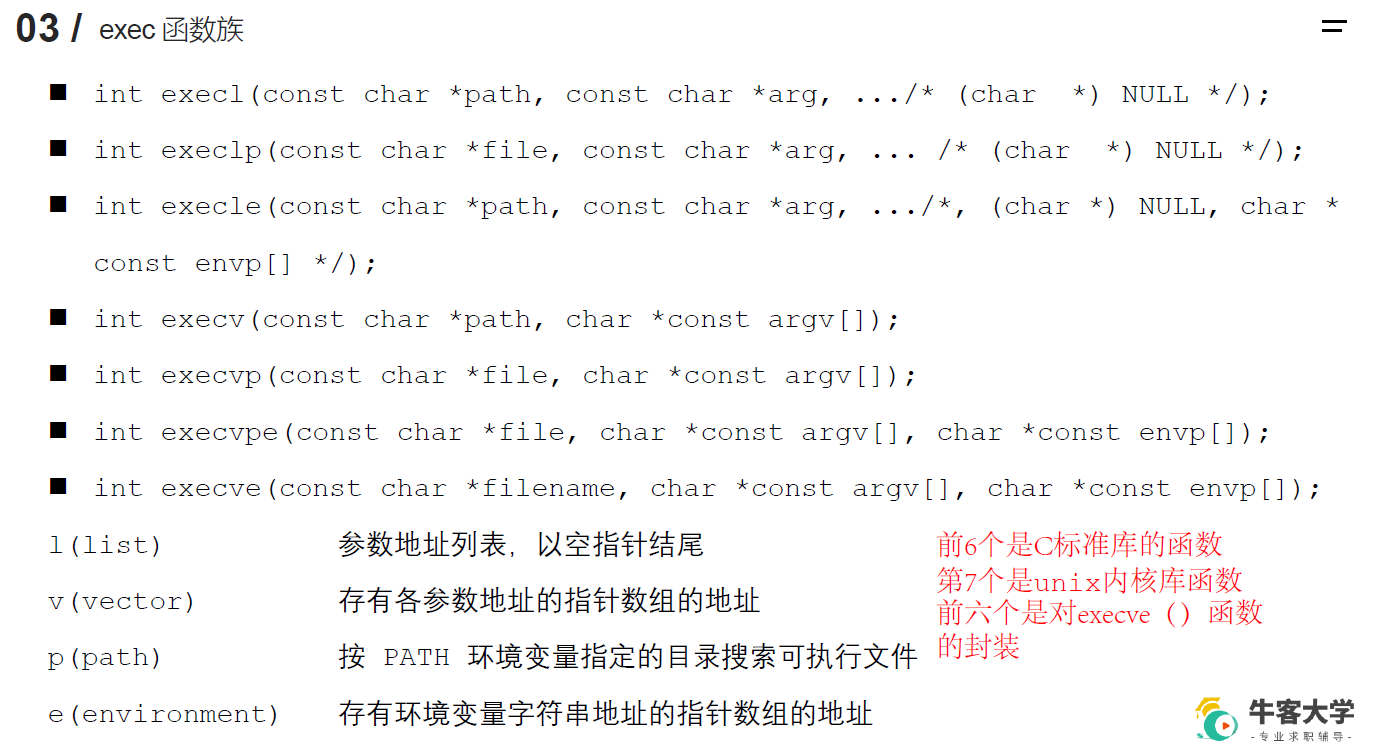 03 / exec 函数族
■ int execl(const char *path, const char *arg, .../* (char  *) NULL */);
■ int execlp(const char *file, const char *arg, ... /* (char  *) NULL */);
■ int execle(const char *path, const char *arg, .../*, (char *) NULL, char *
const envp[] */);
■ int execv(const char *path, char *const argv[]);
■ int execvp(const char *file, char *const argv[]);
■ int execvpe(const char *file, char *const argv[], char *const envp[]);
■ int execve(const char *filename, char *const argv[], char *const envp[]);
l(list) 参数地址列表，以空指针结尾
v(vector) 存有各参数地址的指针数组的地址
p(path) 按 PATH 环境变量指定的目录搜索可执行文件
e(environment) 存有环境变量字符串地址的指针数组的地址
前6个是C标准库的函数
第7个是unix内核库函数
前六个是对execve（）函数
的封装
牛客大学
-专业求职辅导-